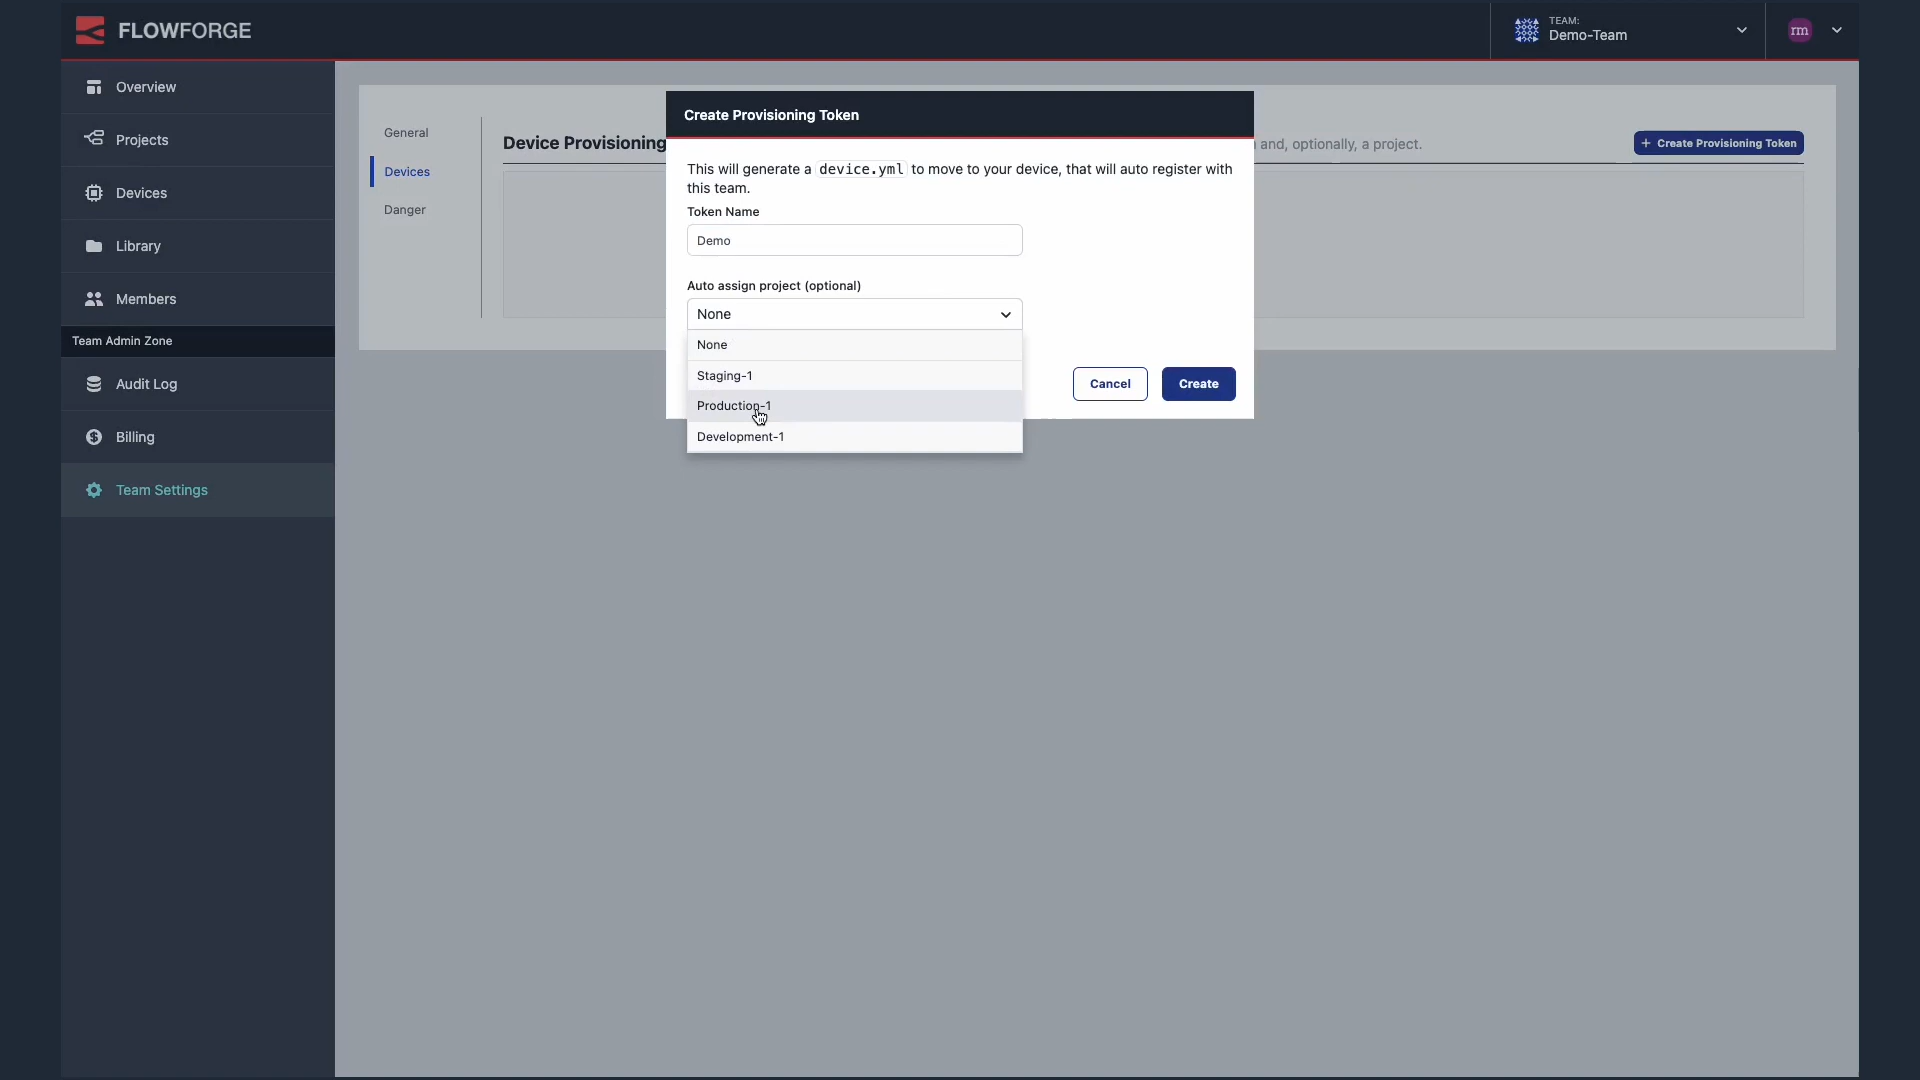 FLOWFORGE
TEAM:
Demo-Team
rm
Overview
Projects
Devices
Library
Members
Team Admin Zone
Audit Log
Billing
Team Settings
General
Devices
Danger
Device Provisioning
and, optionally, a project.
+ Create Provisioning Token
Create Provisioning Token
This will generate a device.yml to move to your device, that will auto register with
this team.
Token Name
Demo
Auto assign project (optional)
None
None
Staging-1
Production-1
Development-1
Cancel
Create